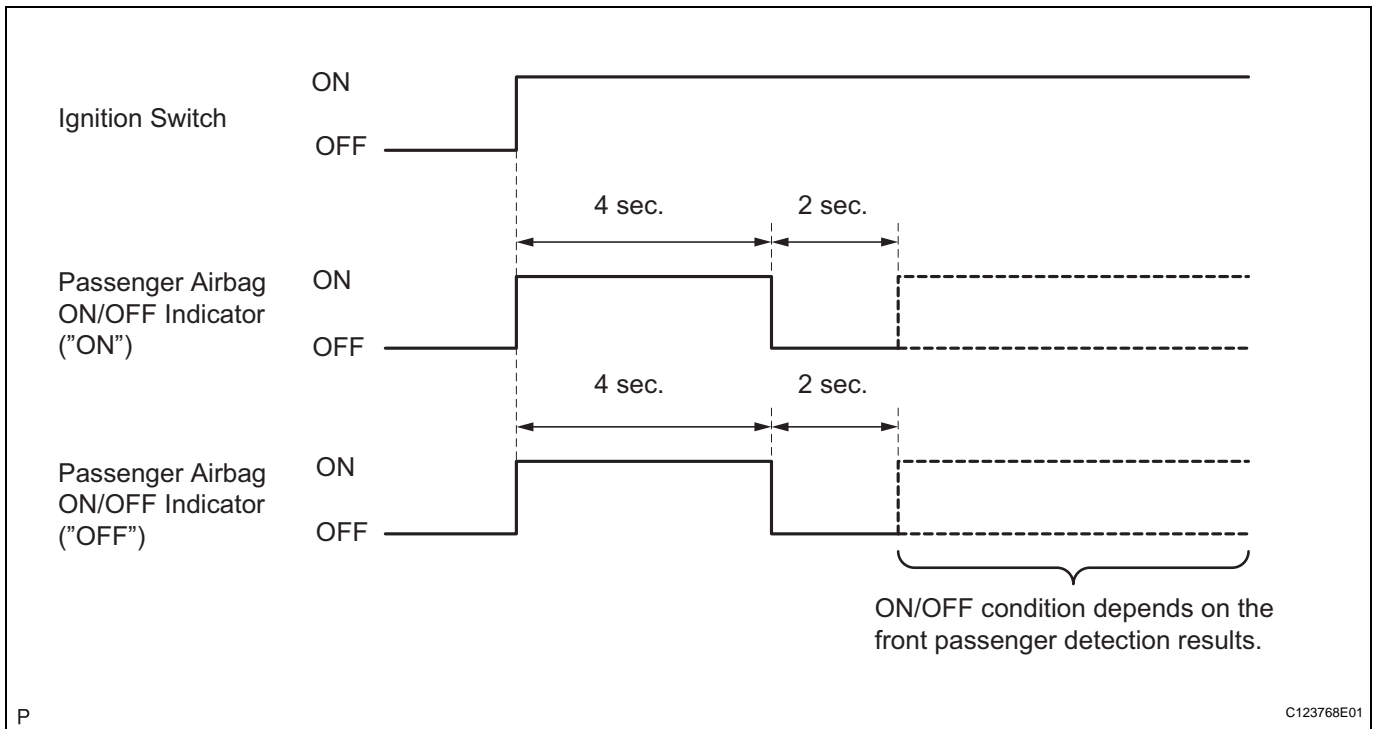 ON
Ignition Switch
OFF
4 sec.
2 sec.
Passenger Airbag
ON/OFF Indicator
(”ON”)
ON
OFF
4 sec.
2 sec.
Passenger Airbag
ON/OFF Indicator
(”OFF”)
ON
OFF
ON/OFF condition depends on the
front passenger detection results.
P
C123768E01